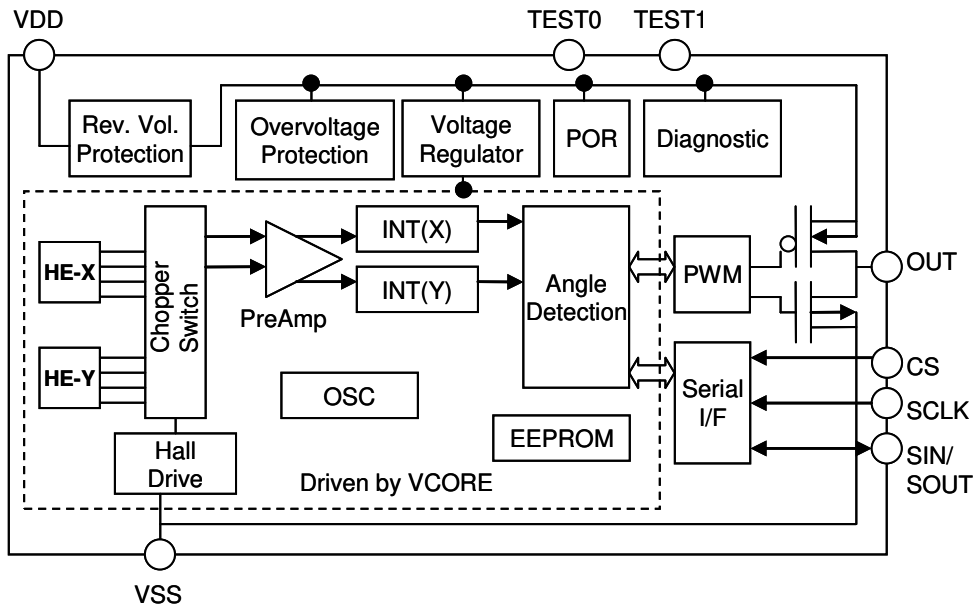 VDD
TEST0
TEST1
Rev. Vol.
Protection
Overvoltage
Protection
Voltage
Regulator
POR
Diagnostic
HE-X
HE-Y
Chopper
Switch
PreAmp
INT(X)
INT(Y)
Angle
Detection
PWM
OUT
Serial
I/F
CS
SCLK
SIN/
SOUT
OSC
EEPROM
Hall
Drive
Driven by VCORE
VSS